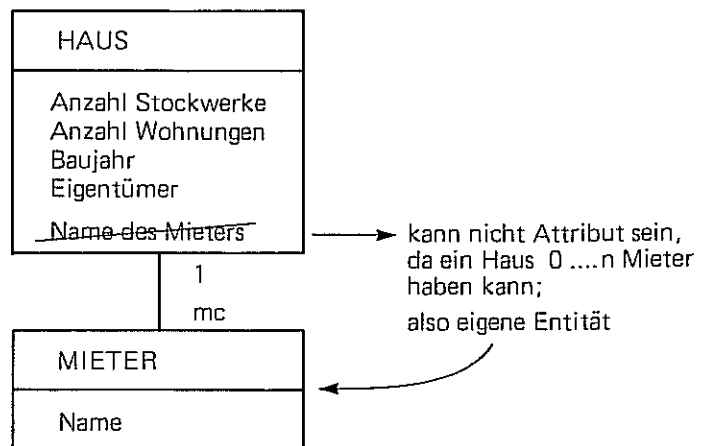 HAUS
Anzahl Stockwerke
Anzahl Wohnungen
Baujahr
Eigentümer
Name des Mieters
kann nicht Attribut sein,
da ein Haus 0 ....n Mieter
haben kann;
also eigene Entität
1
mc
MIETER
Name